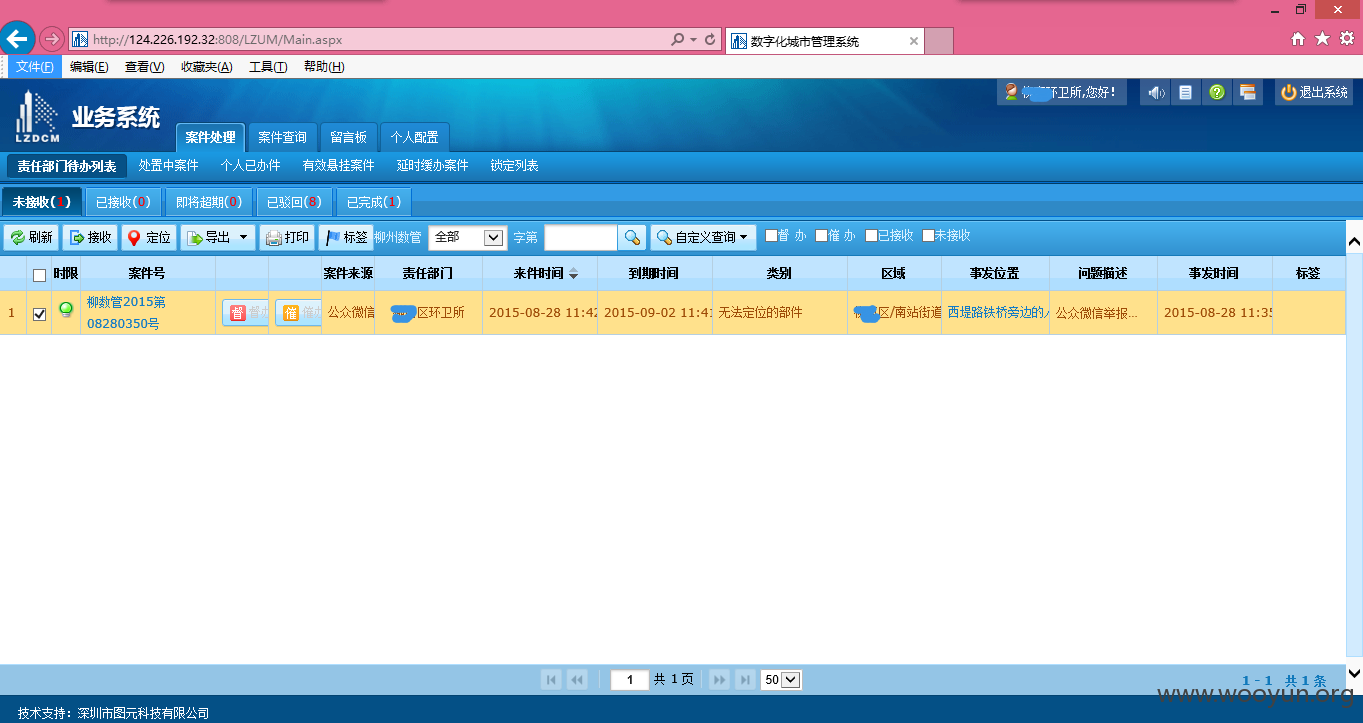 http://124.226.192.32:808/LZUM/Main.aspx
数字化城市管理系统
文件(F) 编辑(E) 查看(V) 收藏夹(A) 工具(T) 帮助(H)
LZDCM
业务系统
环卫所,您好!
退出系统
案件处理 案件查询 留言板 个人配置
责任部门待办列表 处置中案件 个人已办件 有效悬挂案件 延时缓办案件 锁定列表
未接收(1) 已接收(0) 即将超期(0) 已驳回(8) 已完成(1)
刷新 接收 定位 导出 打印 标签 柳州数管 全部 字第 自定义查询 督 办 催 办 已接收 未接收
时限 案件号 案件来源 责任部门 来件时间 到期时间 类别 区域 事发位置 问题描述 事发时间 标签
1 柳数管2015第08280350号 督 督办 催 催办 公众微信 区环卫所 2015-08-28 11:42 2015-09-02 11:41 无法定位的部件 区/南站街道 西堤路铁桥旁边的 公众微信举报... 2015-08-28 11:35
1 共 1 页 50
1 - 1 共 1 条
www.wooyun.org
技术支持：深圳市图元科技有限公司